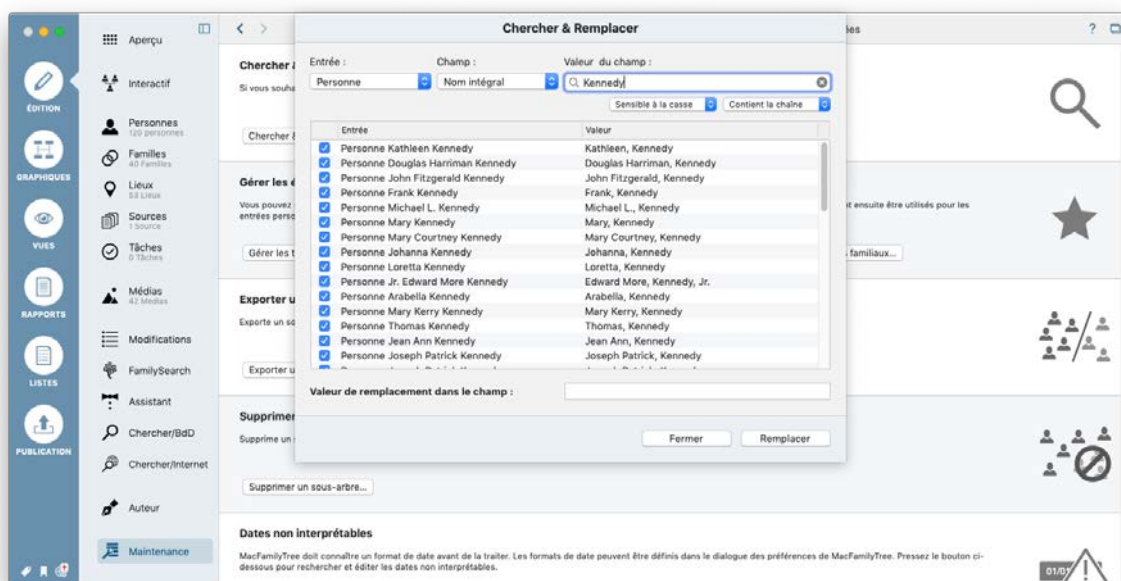 Chercher & Remplacer
ées
?
Entrée :
Champ :
Valeur du champ :
Personne
Nom intégral
Kennedy
Sensible à la casse
Contient la chaîne
Entrée
Valeur
Personne Kathleen Kennedy
Kathleen, Kennedy
Personne Douglas Harriman Kennedy
Douglas Harriman, Kennedy
Personne John Fitzgerald Kennedy
John Fitzgerald, Kennedy
Personne Frank Kennedy
Frank, Kennedy
Personne Michael L. Kennedy
Michael L., Kennedy
Personne Mary Kennedy
Mary, Kennedy
Personne Mary Courtney Kennedy
Mary Courtney, Kennedy
Personne Johanna Kennedy
Johanna, Kennedy
Personne Loretta Kennedy
Loretta, Kennedy
Personne Jr. Edward More Kennedy
Edward More, Kennedy, Jr.
Personne Arabella Kennedy
Arabella, Kennedy
Personne Mary Kerry Kennedy
Mary Kerry, Kennedy
Personne Thomas Kennedy
Thomas, Kennedy
Personne Jean Ann Kennedy
Jean Ann, Kennedy
Personne Joseph Patrick Kennedy
Joseph Patrick, Kennedy
Valeur de remplacement dans le champ :
Fermer
Remplacer
ÉDITION
GRAPHIQUES
VUES
RAPPORTS
LISTES
PUBLICATION
Aperçu
Interactif
Personnes
120 personnes
Familles
40 Familles
Lieux
53 Lieux
Sources
1 Source
Tâches
0 Tâches
Médias
42 Médias
Modifications
FamilySearch
Assistant
Chercher/BdD
Chercher/Internet
Auteur
Maintenance
Chercher
Si vous souha
Chercher &
Gérer les é
Vous pouvez
nt ensuite être utilisés pour les
entrées perso
Gérer les t
familiaux...
Exporter u
Exporte un so
Exporter u
Supprimer
Supprime un
Supprimer un sous-arbre...
Dates non interprétables
MacFamilyTree doit connaître un format de date avant de la traiter. Les formats de date peuvent être définis dans le dialogue des préférences de MacFamilyTree. Pressez le bouton ci-
dessous pour rechercher et éditer les dates non interprétables.
01/01